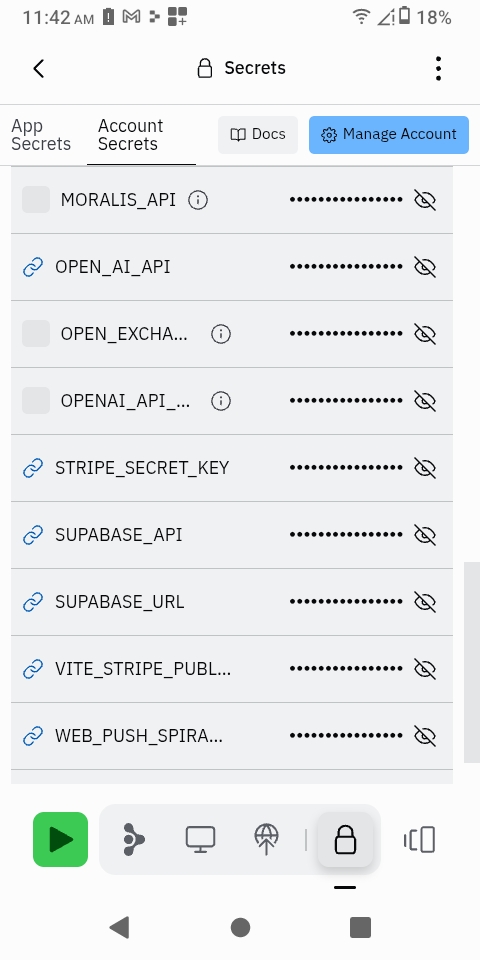 11:42 AM
18%
Secrets
App Secrets
Account Secrets
Docs
Manage Account
MORALIS_API
OPEN_AI_API
OPEN_EXCHA...
OPENAI_API_...
STRIPE_SECRET_KEY
SUPABASE_API
SUPABASE_URL
VITE_STRIPE_PUBL...
WEB_PUSH_SPIRA...